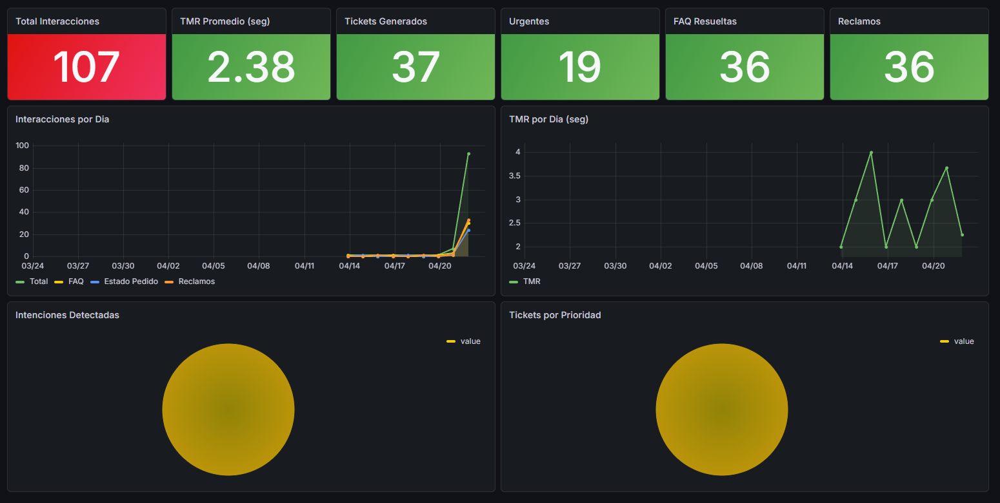 Total Interacciones
107
TMR Promedio (seg)
2.38
Tickets Generados
37
Urgentes
19
FAQ Resueltas
36
Reclamos
36
Interacciones por Dia
100
80
60
40
20
0
03/24 03/27 03/30 04/02 04/05 04/08 04/11 04/14 04/17 04/20
Total FAQ Estado Pedido Reclamos
TMR por Dia (seg)
4
3.5
3
2.5
2
03/24 03/27 03/30 04/02 04/05 04/08 04/11 04/14 04/17 04/20
TMR
Intenciones Detectadas
value
Tickets por Prioridad
value